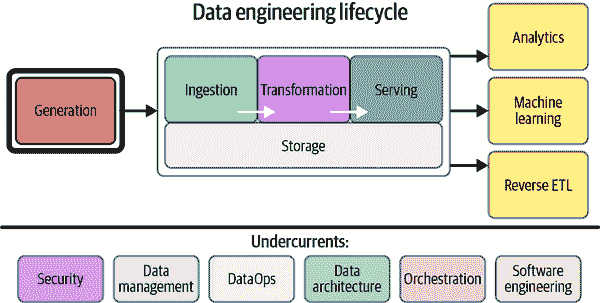 Data engineering lifecycle
Generation
Ingestion
Transformation
Serving
Storage
Analytics
Machine
learning
Reverse ETL
Undercurrents:
Security
Data
management
DataOps
Data
architecture
Orchestration
Software
engineering